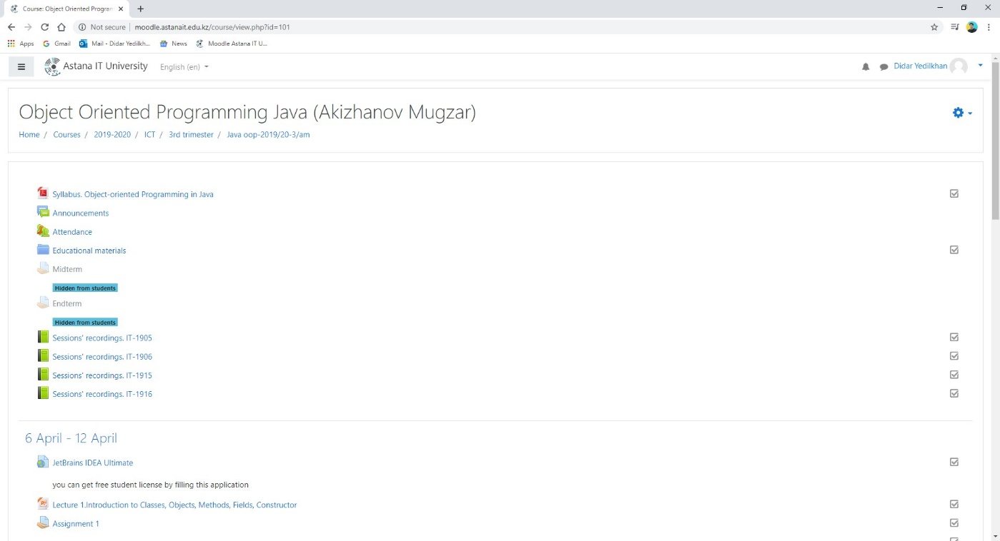 Course: Object Oriented Program
Not secure | moodle.astanait.edu.kz/course/view.php?id=101
Apps Gmail Mail - Didar Yedilkh... News Moodle Astana IT U...
Astana IT University English (en) Didar Yedilkhan
Object Oriented Programming Java (Akizhanov Mugzar)
Home / Courses / 2019-2020 / ICT / 3rd trimester / Java oop-2019/20-3/am
Syllabus. Object-oriented Programming in Java
Announcements
Attendance
Educational materials
Midterm
Hidden from students
Endterm
Hidden from students
Sessions' recordings. IT-1905
Sessions' recordings. IT-1906
Sessions' recordings. IT-1915
Sessions' recordings. IT-1916
6 April - 12 April
JetBrains IDEA Ultimate
you can get free student license by filling this application
Lecture 1.Introduction to Classes, Objects, Methods, Fields, Constructor
Assignment 1